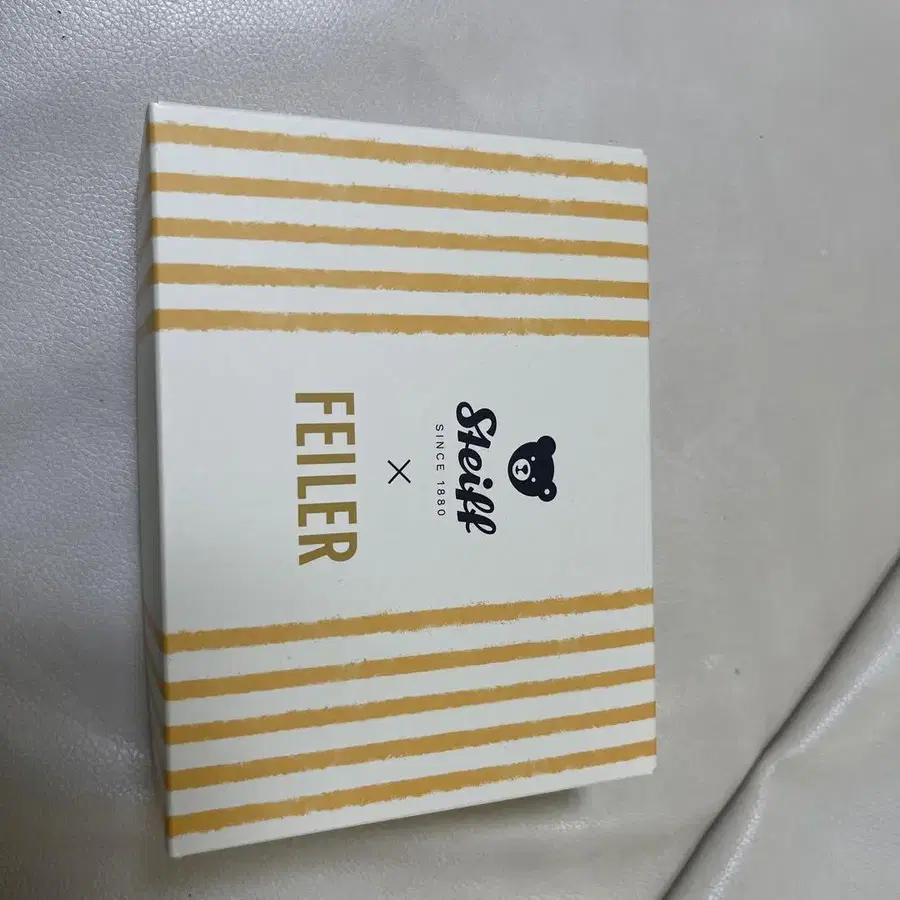 Steiff
SINCE 1880
×
FEILER